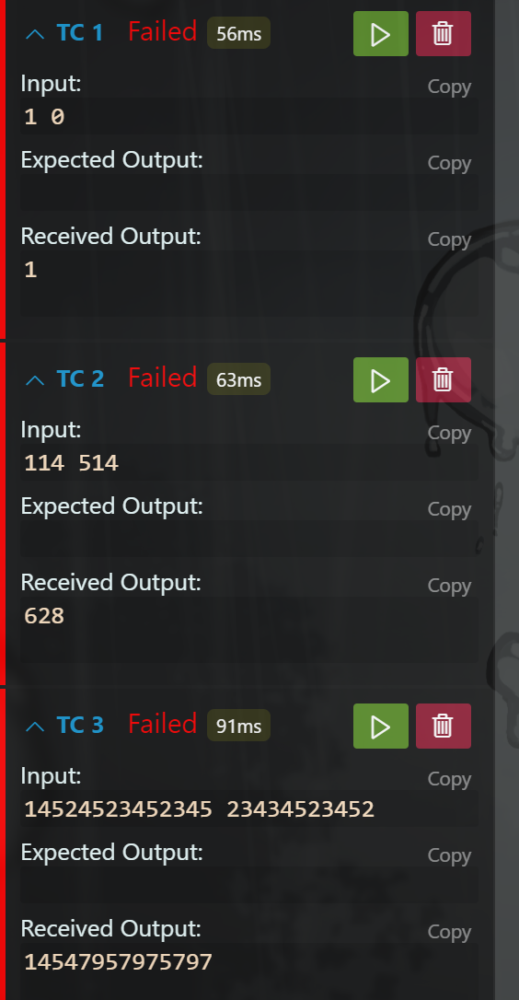 TC 1 Failed 56ms
Input:
Copy
1 0
Expected Output:
Copy
Received Output:
Copy
1
TC 2 Failed 63ms
Input:
Copy
114 514
Expected Output:
Copy
Received Output:
Copy
628
TC 3 Failed 91ms
Input:
Copy
14524523452345 23434523452
Expected Output:
Copy
Received Output:
Copy
14547957975797